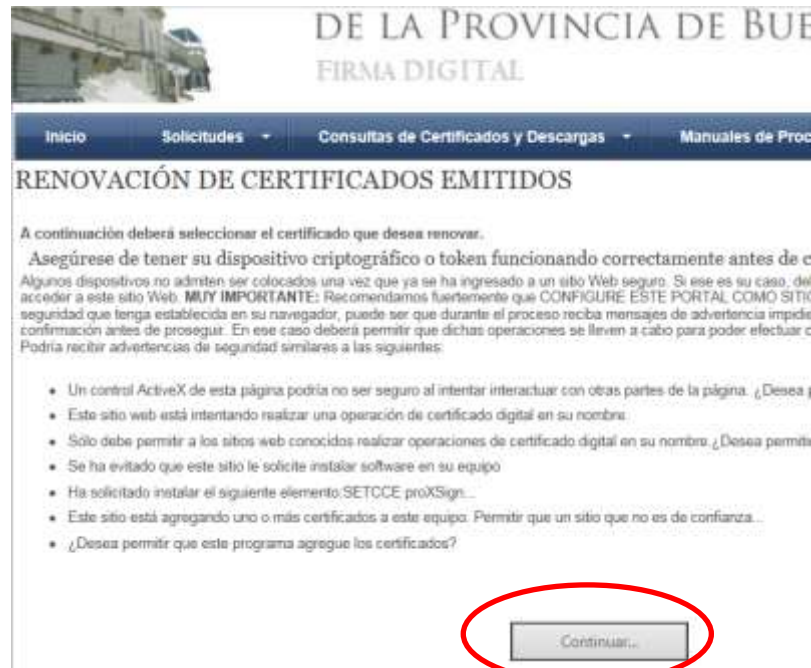 DE LA PROVINCIA DE BUE
FIRMA DIGITAL
Inicio Solicitudes Consultas de Certificados y Descargas Manuales de Proc
RENOVACIÓN DE CERTIFICADOS EMITIDOS
A continuación deberá seleccionar el certificado que desea renovar.
Asegúrese de tener su dispositivo criptográfico o token funcionando correctamente antes de c
Algunos dispositivos no admiten ser colocados una vez que ya se ha ingresado a un sitio Web seguro. Si ese es su caso, del
acceder a este sitio Web. MUY IMPORTANTE: Recomendamos fuertemente que CONFIGURE ESTE PORTAL COMO SITI
seguridad que tenga establecida en su navegador, puede ser que durante el proceso reciba mensajes de advertencia impidie
confirmación antes de proseguir. En ese caso deberá permitir que dichas operaciones se lleven a cabo para poder efectuar c
Podría recibir advertencias de seguridad similares a las siguientes:
• Un control ActiveX de esta página podría no ser seguro al intentar interactuar con otras partes de la página. ¿Desea p
• Este sitio web está intentando realizar una operación de certificado digital en su nombre.
• Sólo debe permitir a los sitios web conocidos realizar operaciones de certificado digital en su nombre.¿Desea permitir
• Se ha evitado que este sitio le solicite instalar software en su equipo
• Ha solicitado instalar el siguiente elemento:SETCCE proXSign...
• Este sitio está agregando uno o más certificados a este equipo. Permitir que un sitio que no es de confianza...
• ¿Desea permitir que este programa agregue los certificados?
Continuar...